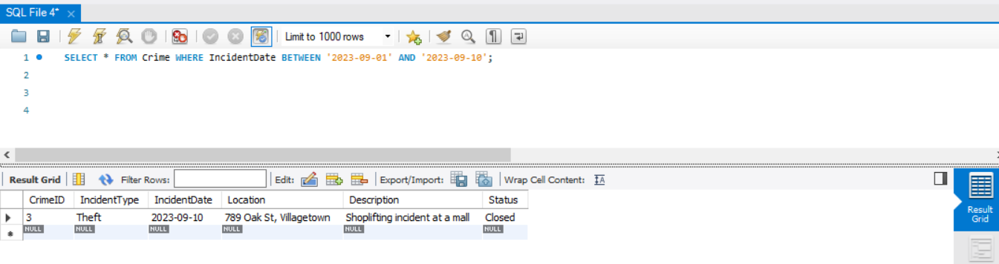 SQL File 4*
Limit to 1000 rows
1 SELECT * FROM Crime WHERE IncidentDate BETWEEN '2023-09-01' AND '2023-09-10';
2
3
4
Result Grid Filter Rows: Edit: Export/Import: Wrap Cell Content:
CrimeID IncidentType IncidentDate Location Description Status
3 Theft 2023-09-10 789 Oak St, Villagetown Shoplifting incident at a mall Closed
NULL NULL NULL NULL NULL NULL
Result
Grid